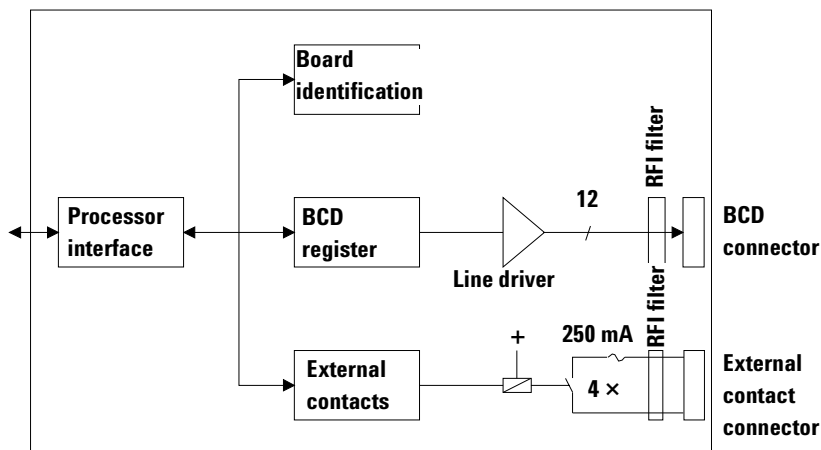 Board
identification
RFI filter
12
Processor
interface
BCD
register
BCD
connector
Line driver
RFI filter
+
250 mA
External
contacts
4 ×
External
contact
connector